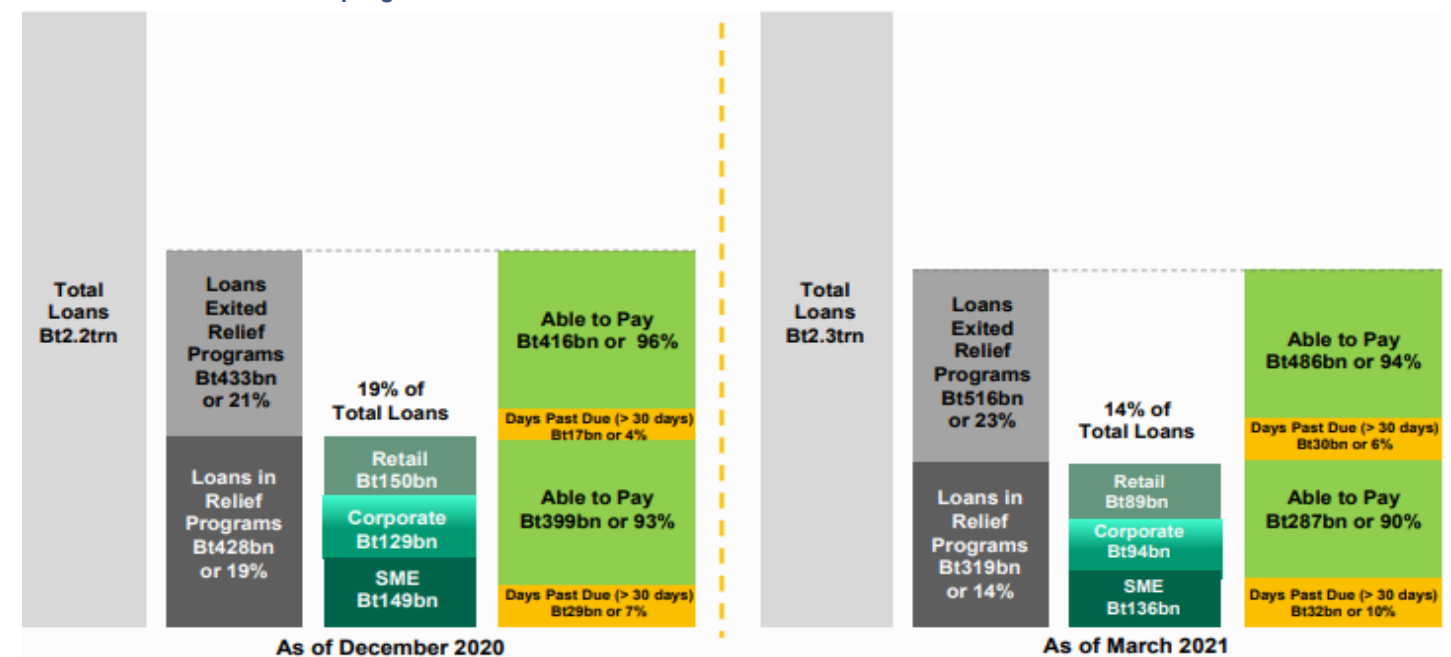 Total
Loans
Bt2.2trn
Loans
Exited
Relief
Programs
Bt433bn
or 21%
Loans in
Relief
Programs
Bt428bn
or 19%
19% of
Total Loans
Retail
Bt150bn
Corporate
Bt129bn
SME
Bt149bn
Able to Pay
Bt416bn or 96%
Days Past Due (> 30 days)
Bt17bn or 4%
Able to Pay
Bt399bn or 93%
Days Past Due (> 30 days)
Bt29bn or 7%
As of December 2020
Total
Loans
Bt2.3trn
Loans
Exited
Relief
Programs
Bt516bn
or 23%
Loans in
Relief
Programs
Bt319bn
or 14%
14% of
Total Loans
Retail
Bt89bn
Corporate
Bt94bn
SME
Bt136bn
Able to Pay
Bt486bn or 94%
Days Past Due (> 30 days)
Bt30bn or 6%
Able to Pay
Bt287bn or 90%
Days Past Due (> 30 days)
Bt32bn or 10%
As of March 2021